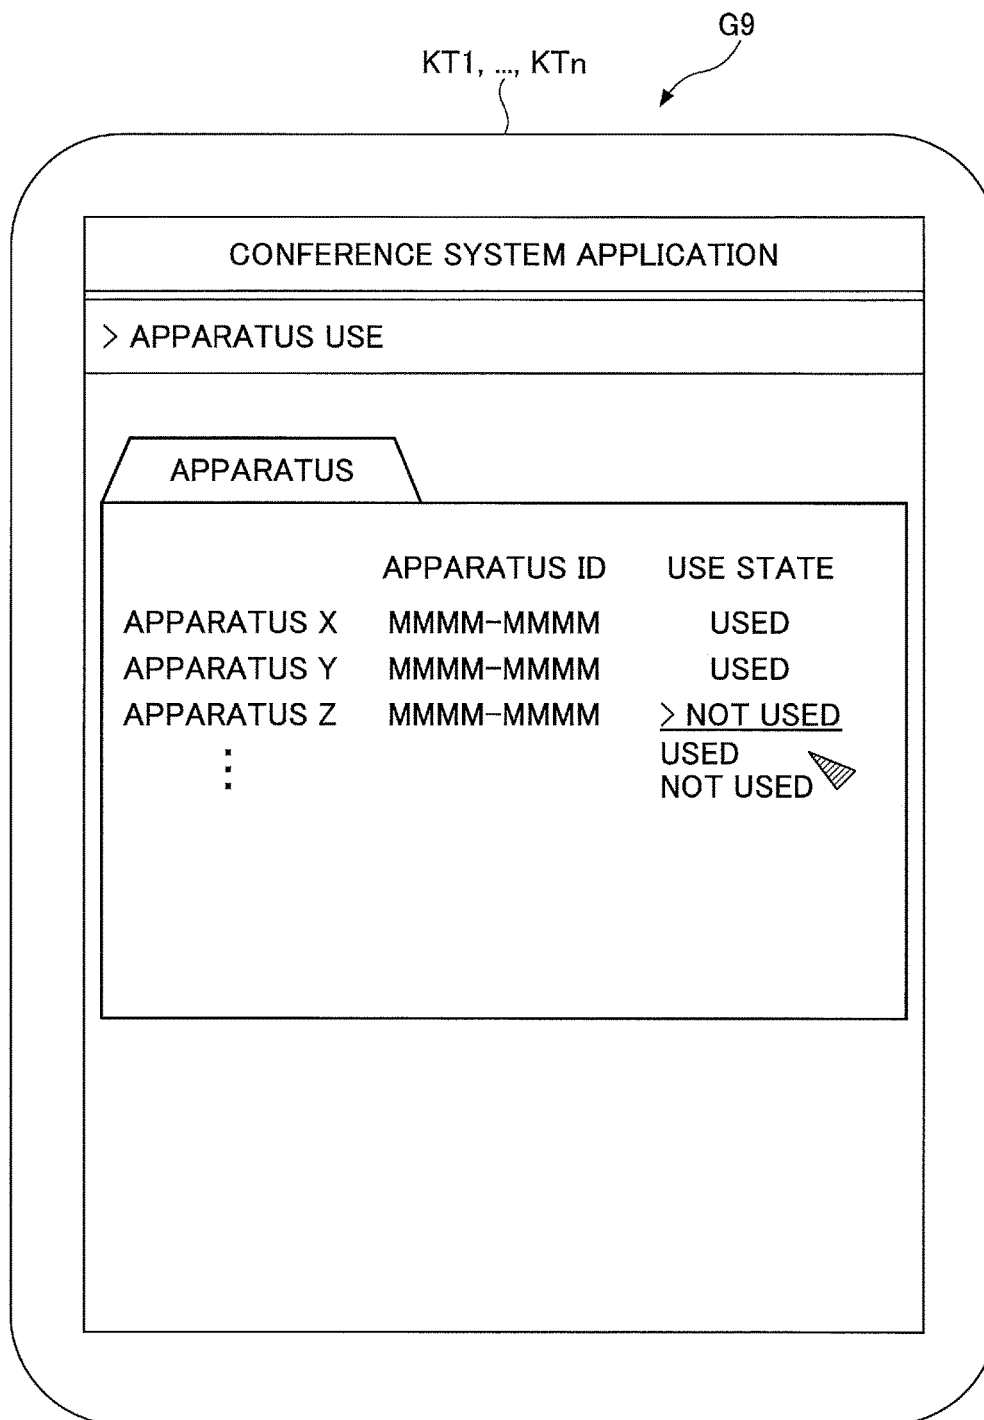 G9
KT1, ..., KTn
CONFERENCE SYSTEM APPLICATION
> APPARATUS USE
APPARATUS
APPARATUS ID USE STATE
APPARATUS X MMMM-MMMM USED
APPARATUS Y MMMM-MMMM USED
APPARATUS Z MMMM-MMMM > NOT USED
USED
NOT USED